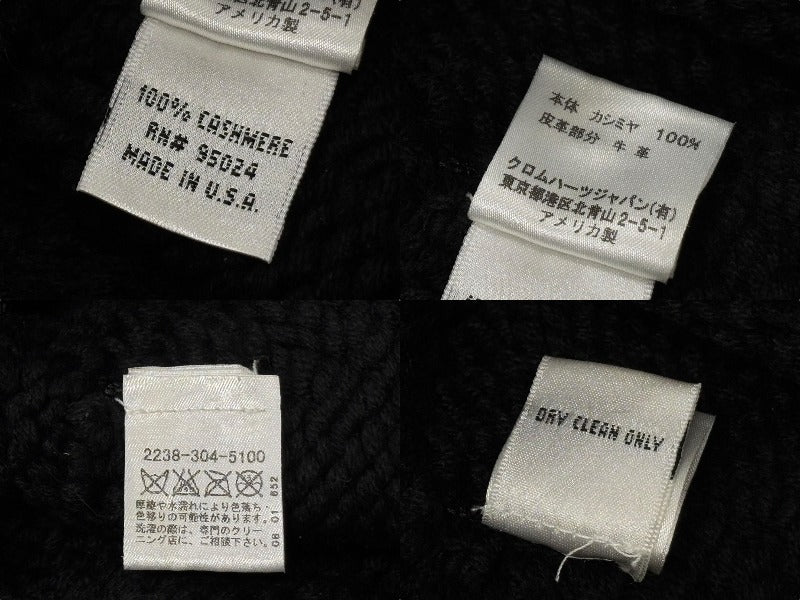 東京都港区北青山2-5-1
アメリカ製
100% CASHMERE
RN# 95024
MADE IN U.S.A.
本体 カシミヤ 100%
皮革部分 牛革
クロムハーツジャパン(有)
東京都港区北青山2-5-1
アメリカ製
2238-304-5100
摩擦や水濡れにより色落ち・
色移りの可能性があります。
洗濯の際は、専門のクリー
ニング店に、ご相談下さい。
08 01 652
DRY CLEAN ONLY